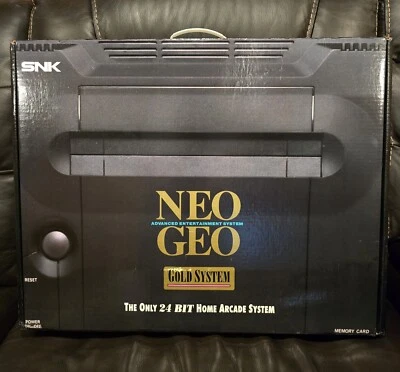 SNK
NEO
ADVANCED ENTERTAINMENT SYSTEM
GEO
GOLD SYSTEM
RESET
THE ONLY 24 BIT HOME ARCADE SYSTEM
POWER
MEMORY CARD